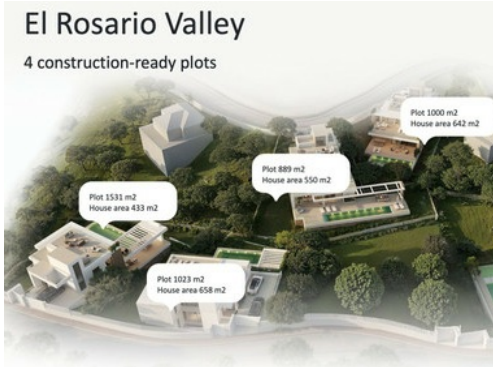 El Rosario Valley
4 construction-ready plots
Plot 1000 m2
House area 642 m2
Plot 889 m2
House area 550 m2
Plot 1531 m2
House area 433 m2
Plot 1023 m2
House area 658 m2